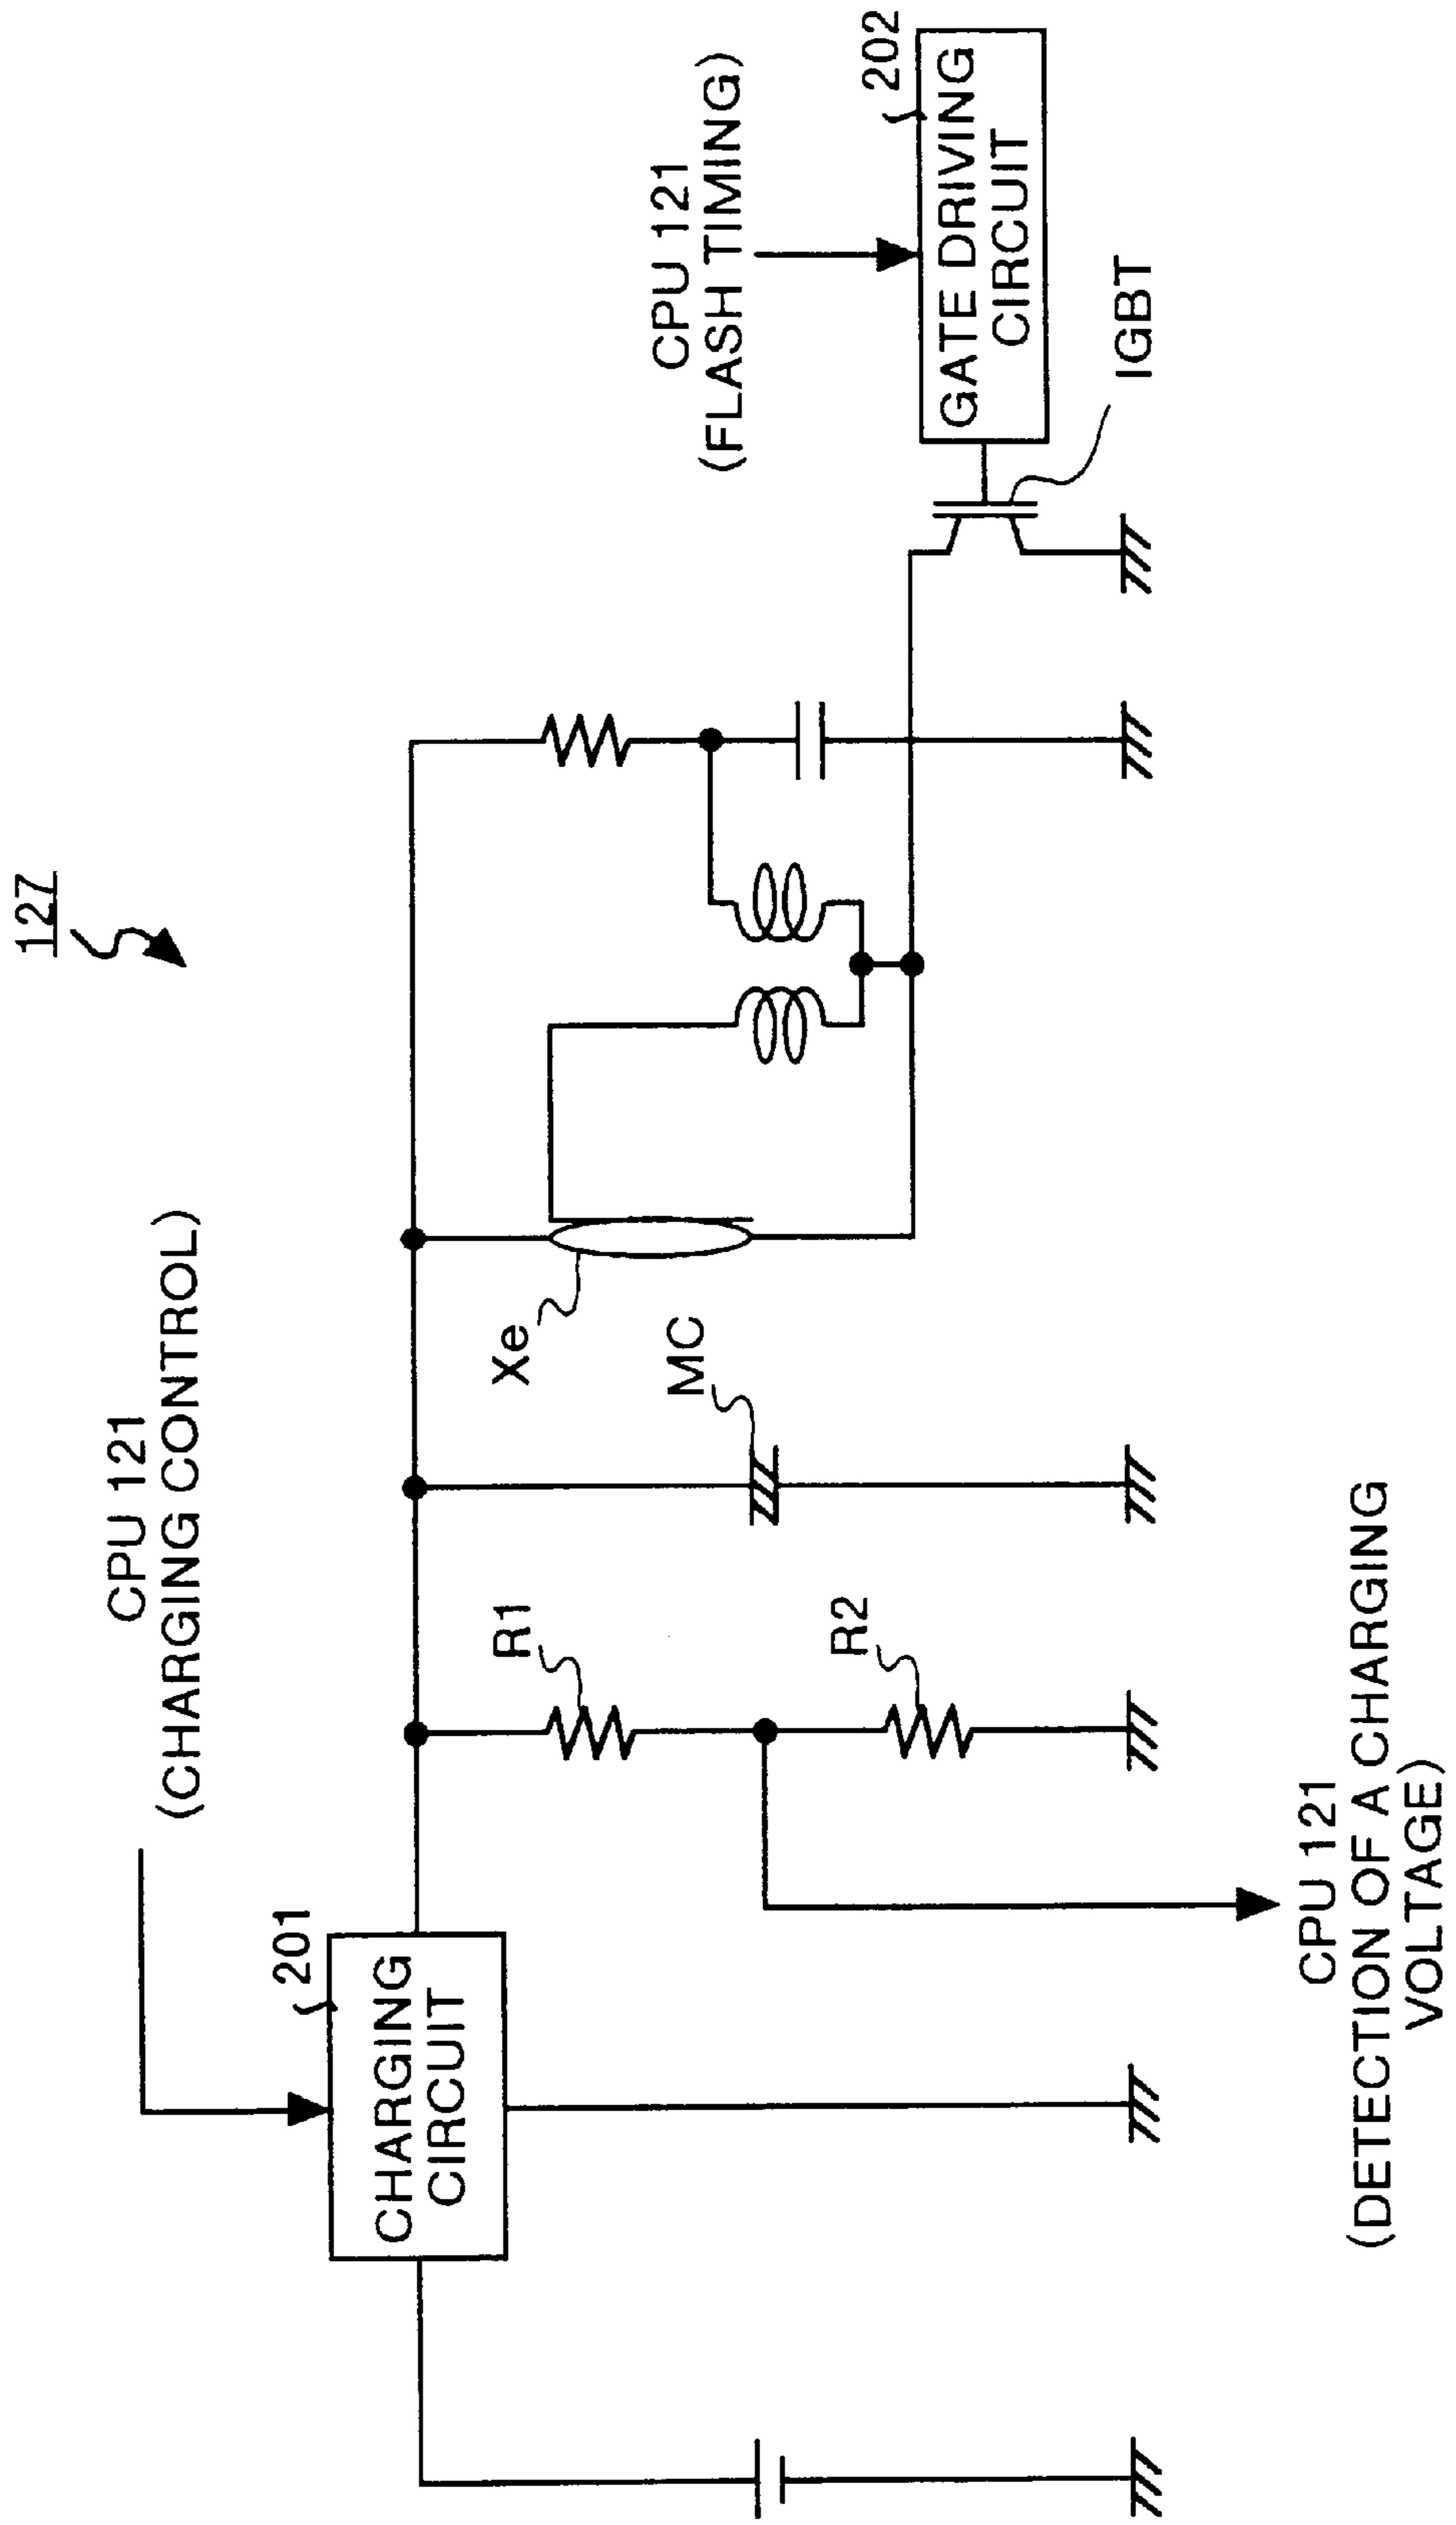 127
CPU 121
(CHARGING CONTROL)
201
CHARGING
CIRCUIT
R1
R2
CPU 121
(DETECTION OF A CHARGING
VOLTAGE)
MC
Xe
CPU 121
(FLASH TIMING)
202
GATE DRIVING
CIRCUIT
IGBT